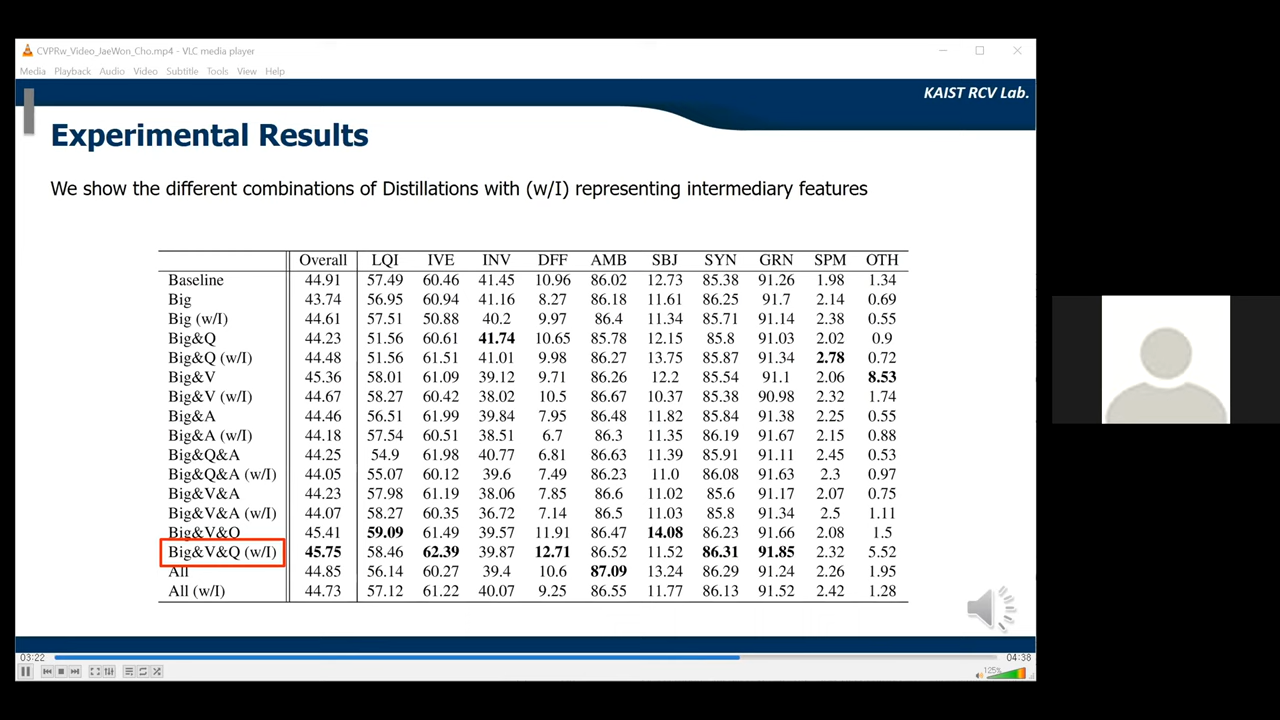 CVPRw_Video_JaeWon_Cho.mp4 - VLC media player
Media Playback Audio Video Subtitle Tools View Help
KAIST RCV Lab.
Experimental Results
We show the different combinations of Distillations with (w/I) representing intermediary features
Overall LQI IVE INV DFF AMB SBJ SYN GRN SPM OTH
Baseline 44.91 57.49 60.46 41.45 10.96 86.02 12.73 85.38 91.26 1.98 1.34
Big 43.74 56.95 60.94 41.16 8.27 86.18 11.61 86.25 91.7 2.14 0.69
Big (w/I) 44.61 57.51 50.88 40.2 9.97 86.4 11.34 85.71 91.14 2.38 0.55
Big&Q 44.23 51.56 60.61 41.74 10.65 85.78 12.15 85.8 91.03 2.02 0.9
Big&Q (w/I) 44.48 51.56 61.51 41.01 9.98 86.27 13.75 85.87 91.34 2.78 0.72
Big&V 45.36 58.01 61.09 39.12 9.71 86.26 12.2 85.54 91.1 2.06 8.53
Big&V (w/I) 44.67 58.27 60.42 38.02 10.5 86.67 10.37 85.38 90.98 2.32 1.74
Big&A 44.46 56.51 61.99 39.84 7.95 86.48 11.82 85.84 91.38 2.25 0.55
Big&A (w/I) 44.18 57.54 60.51 38.51 6.7 86.3 11.35 86.19 91.67 2.15 0.88
Big&Q&A 44.25 54.9 61.98 40.77 6.81 86.63 11.39 85.91 91.11 2.45 0.53
Big&Q&A (w/I) 44.05 55.07 60.12 39.6 7.49 86.23 11.0 86.08 91.63 2.3 0.97
Big&V&A 44.23 57.98 61.19 38.06 7.85 86.6 11.02 85.6 91.17 2.07 0.75
Big&V&A (w/I) 44.07 58.27 60.35 36.72 7.14 86.5 11.03 85.8 91.34 2.5 1.11
Big&V&Q 45.41 59.09 61.49 39.57 11.91 86.47 14.08 86.23 91.66 2.08 1.5
Big&V&Q (w/I) 45.75 58.46 62.39 39.87 12.71 86.52 11.52 86.31 91.85 2.32 5.52
All 44.85 56.14 60.27 39.4 10.6 87.09 13.24 86.29 91.24 2.26 1.95
All (w/I) 44.73 57.12 61.22 40.07 9.25 86.55 11.77 86.13 91.52 2.42 1.28
03:22 04:38
125%